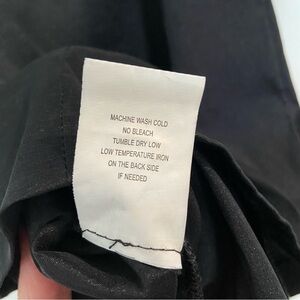 MACHINE WASH COLD
NO BLEACH
TUMBLE DRY LOW
LOW TEMPERATURE IRON
ON THE BACK SIDE
IF NEEDED